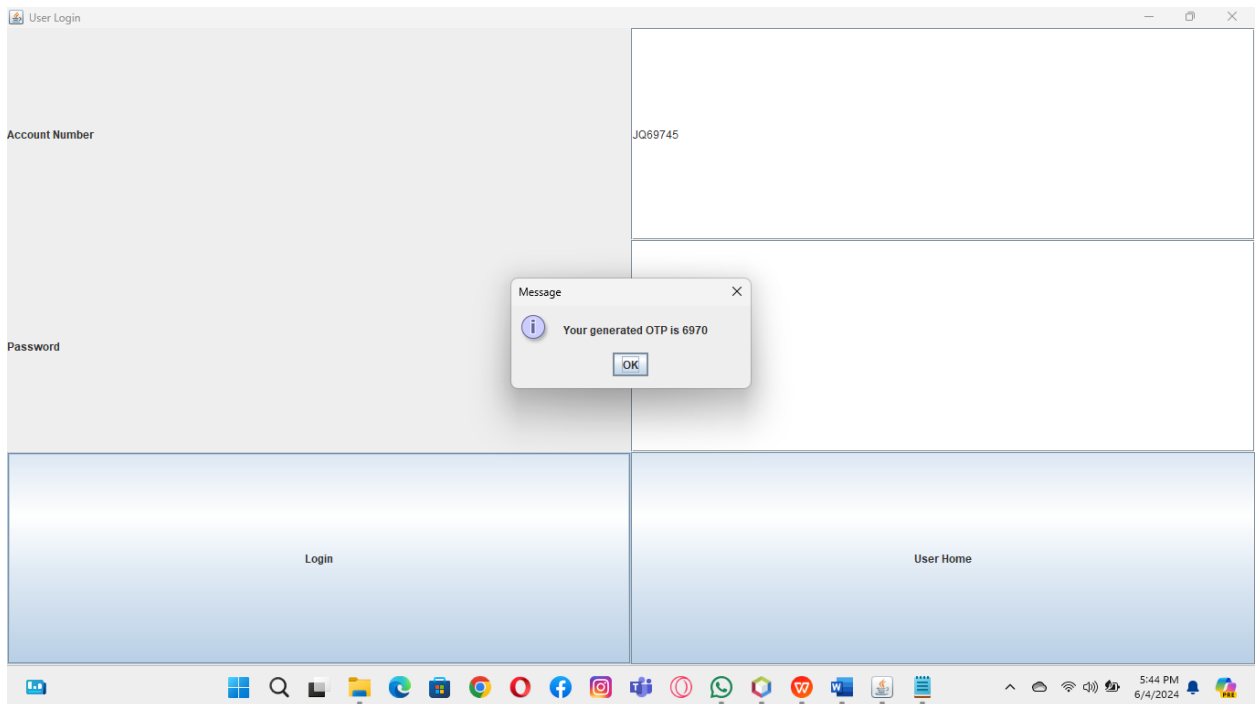 User Login
Account Number
JQ69745
Message
Your generated OTP is 6970
OK
Password
Login
User Home
5:44 PM
6/4/2024
PRE